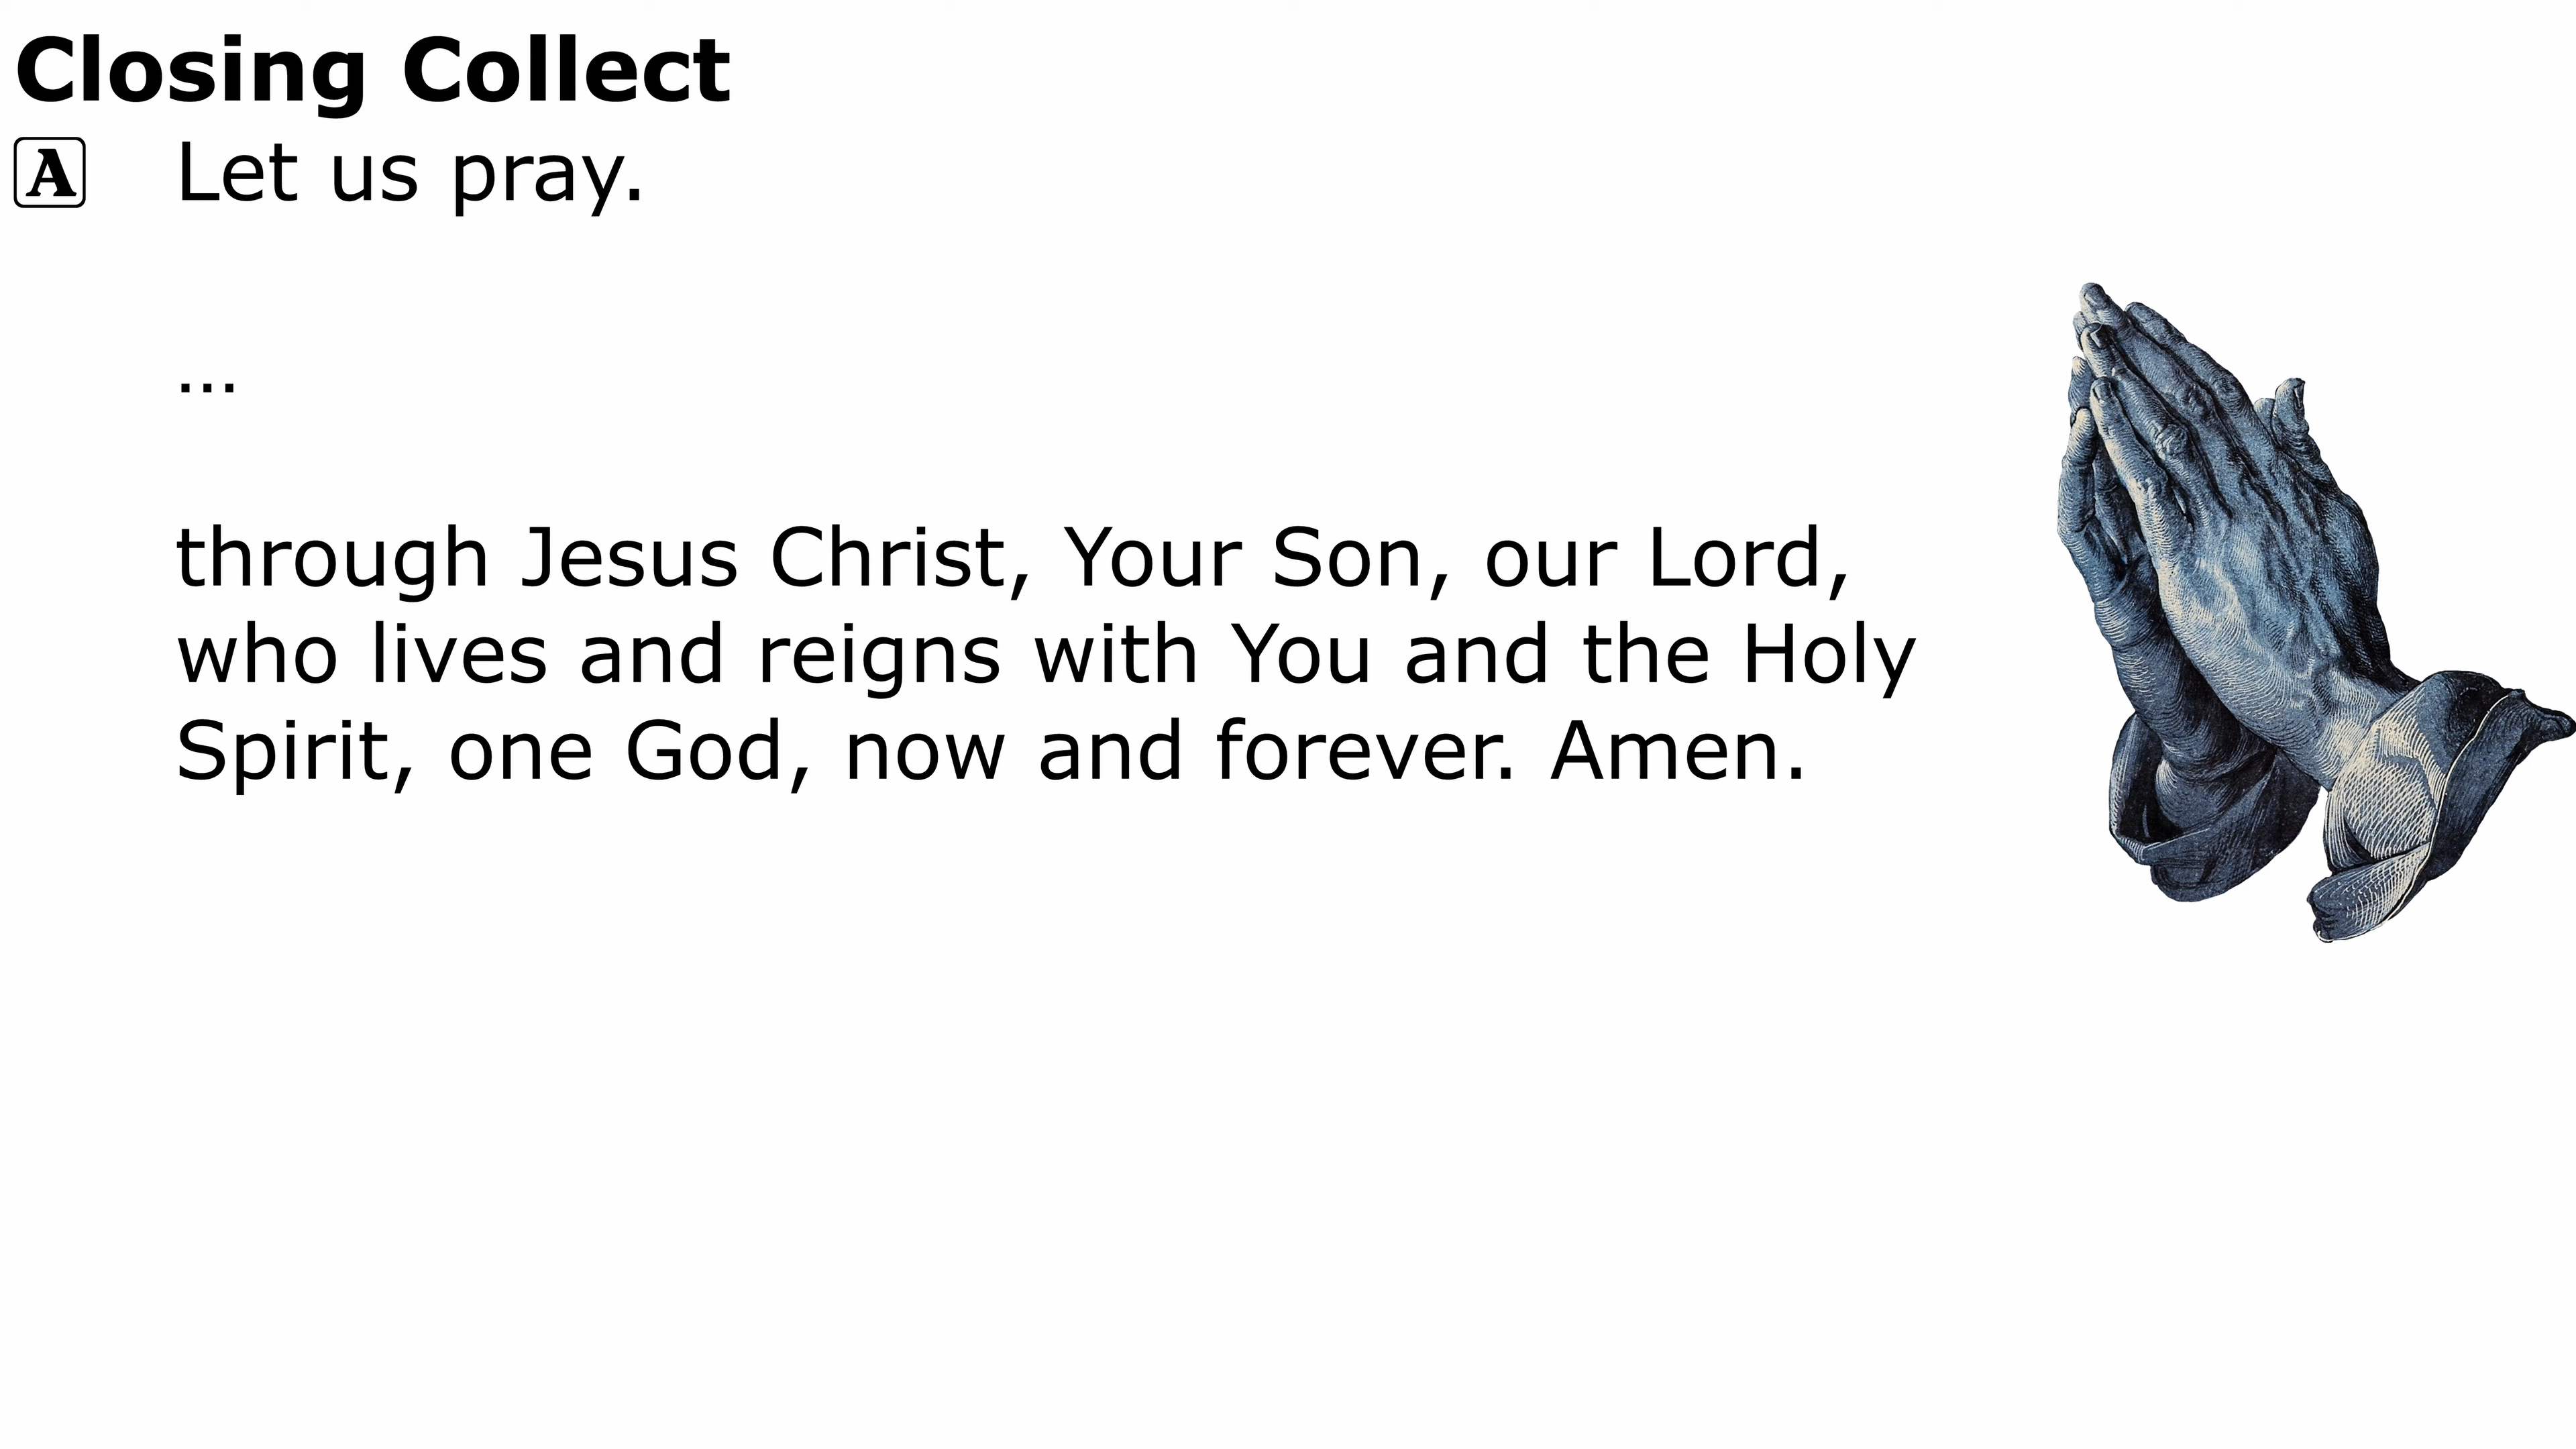 Closing Collect
A Let us pray.
...
through Jesus Christ, Your Son, our Lord,
who lives and reigns with You and the Holy
Spirit, one God, now and forever. Amen.